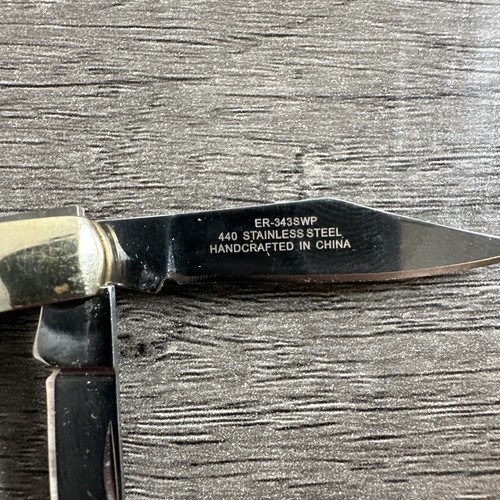 ER-343SWP
440 STAINLESS STEEL
HANDCRAFTED IN CHINA